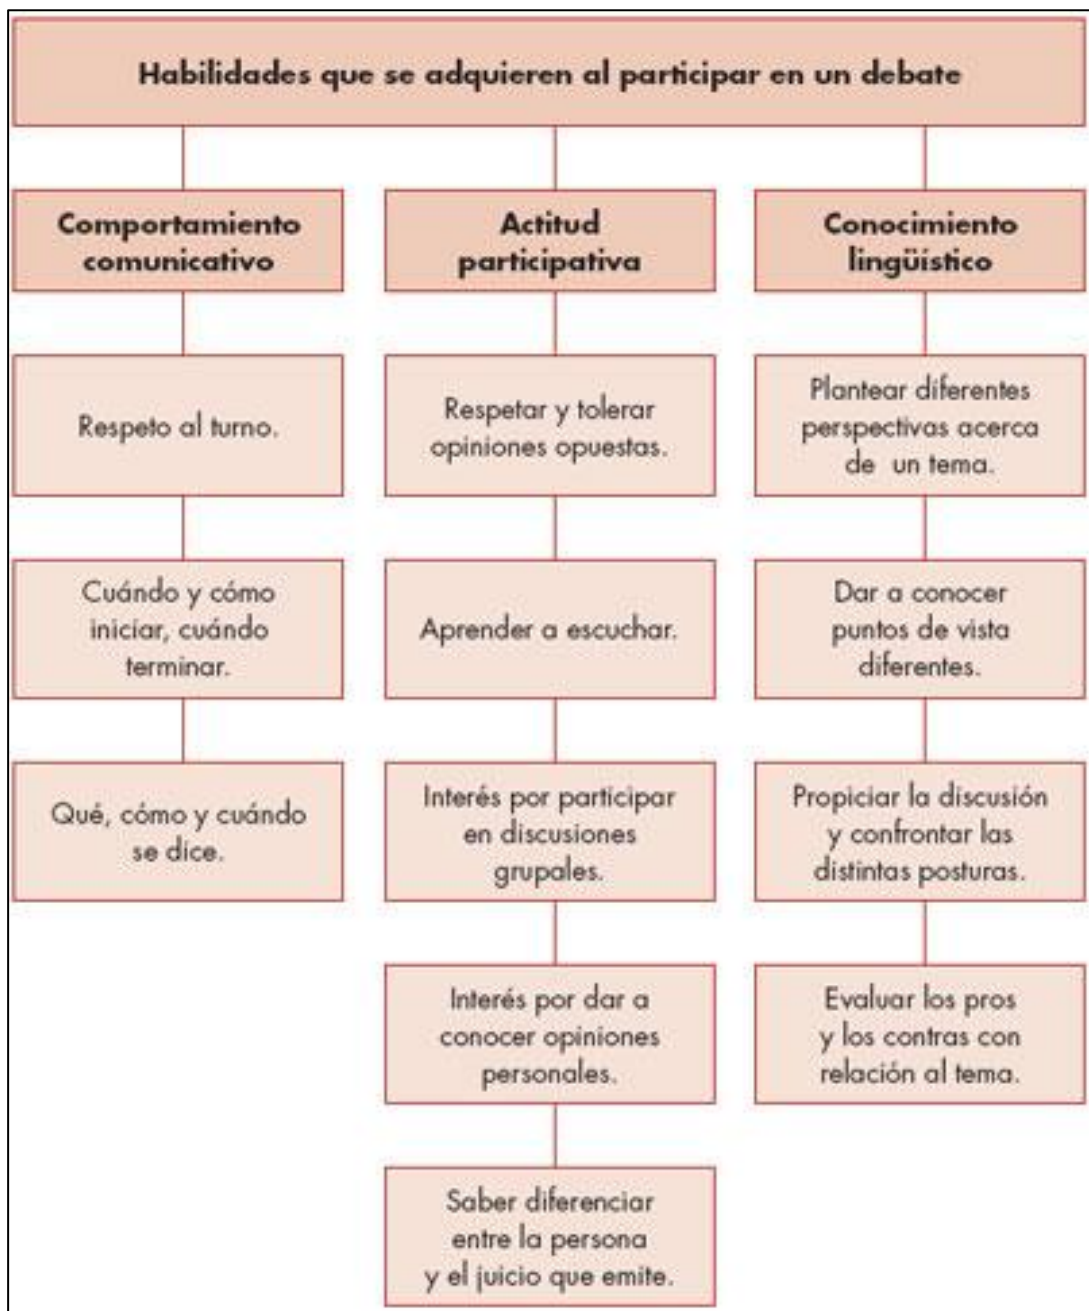 Habilidades que se adquieren al participar en un debate
Comportamiento
comunicativo
Respeto al turno.
Cuándo y cómo
iniciar, cuándo
terminar.
Qué, cómo y cuándo
se dice.
Actitud
participativa
Respetar y tolerar
opiniones opuestas.
Aprender a escuchar.
Interés por participar
en discusiones
grupales.
Interés por dar a
conocer opiniones
personales.
Saber diferenciar
entre la persona
y el juicio que emite.
Conocimiento
lingüístico
Plantear diferentes
perspectivas acerca
de un tema.
Dar a conocer
puntos de vista
diferentes.
Propiciar la discusión
y confrontar las
distintas posturas.
Evaluar los pros
y los contras con
relación al tema.